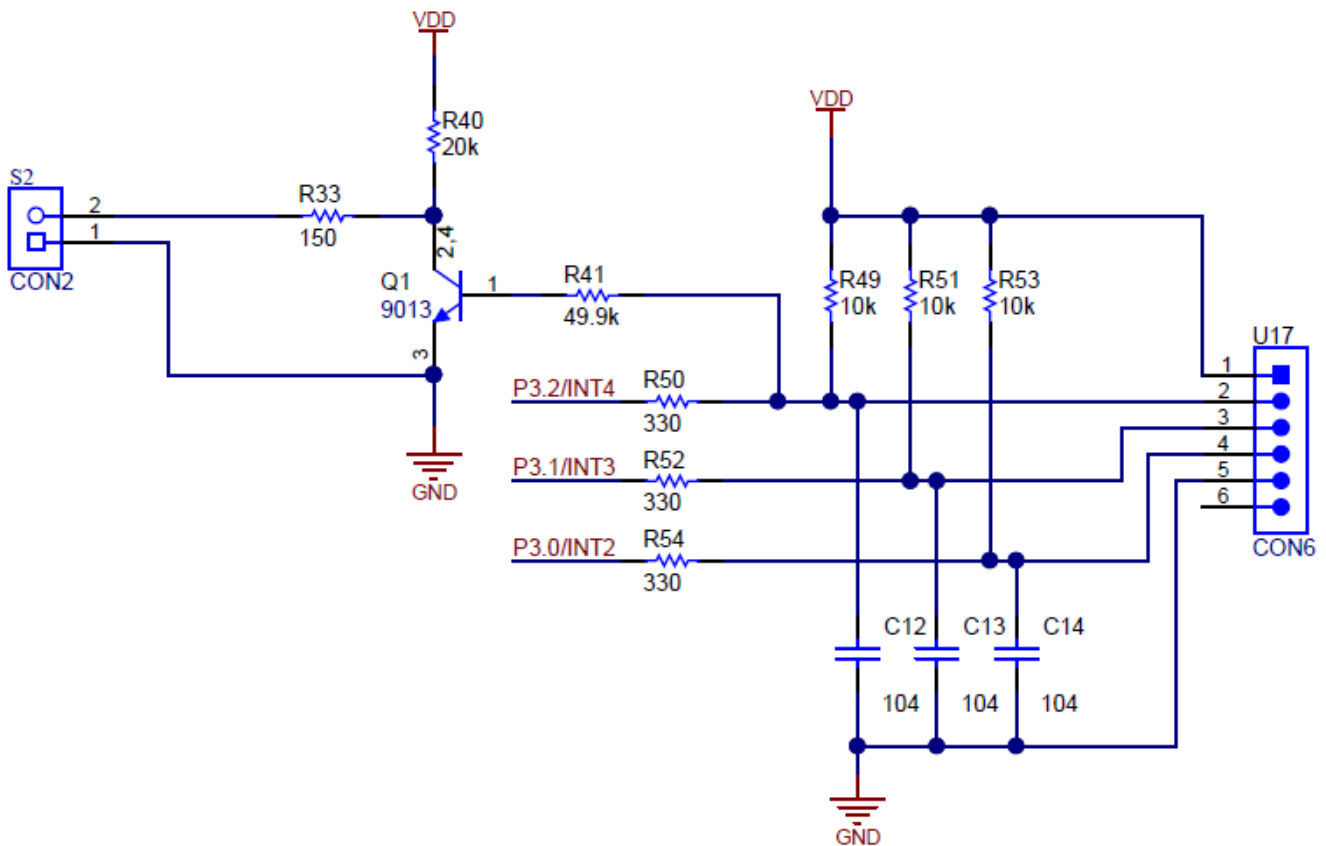 VDD
R40
20k
VDD
S2
2
1
CON2
R33
150
2,4
Q1
9013
1
3
R41
49.9k
R49
10k
R51
10k
R53
10k
U17
1
2
3
4
5
6
CON6
P3.2/INT4
R50
330
GND
P3.1/INT3
R52
330
P3.0/INT2
R54
330
C12
104
C13
104
C14
104
GND